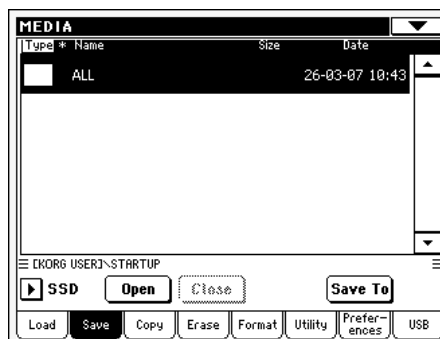 MEDIA
Type * Name Size Date
ALL 26-03-07 10:43
[KORG USER]\STARTUP
SSD Open Close Save To
Load Save Copy Erase Format Utility Prefer-ences USB